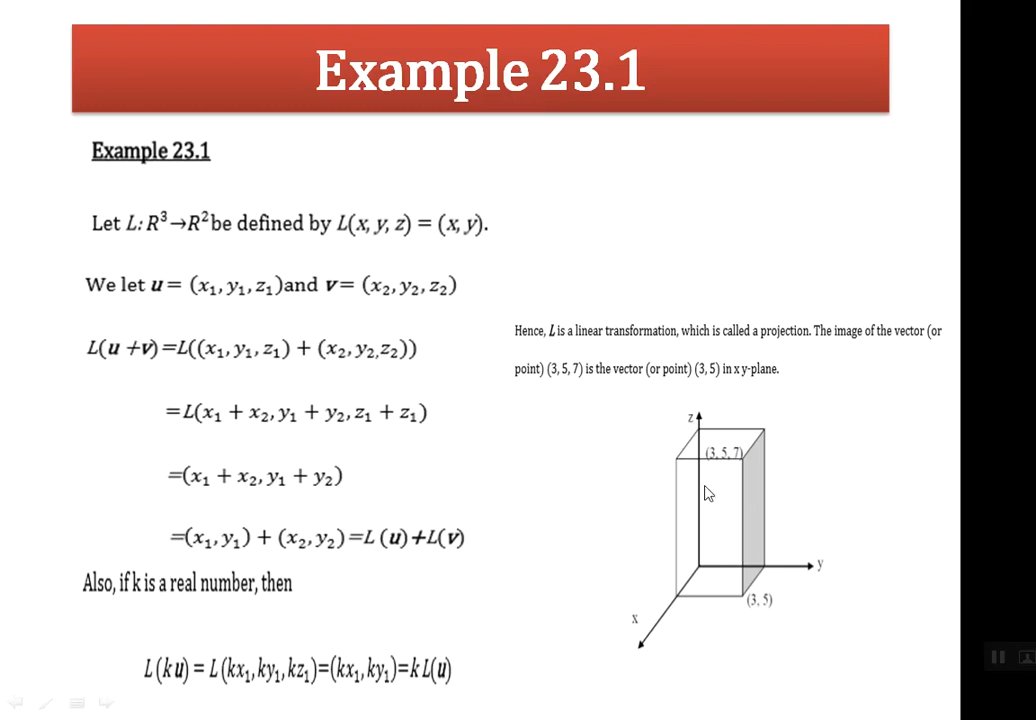 Example 23.1
Example 23.1
Let L: R³→R² be defined by L(x, y, z) = (x, y).
We let u = (x₁, y₁, z₁)and v = (x₂, y₂, z₂)
L(u +v)=L((x₁, y₁, z₁) + (x₂, y₂,z₂))
=L(x₁ + x₂, y₁ + y₂, z₁ + z₁)
=(x₁ + x₂, y₁ + y₂)
=(x₁, y₁) + (x₂, y₂)=L (u)+L(v)
Also, if k is a real number, then
L(k u) = L(kx₁, ky₁, kz₁)=(kx₁, ky₁)=k L(u)
Hence, L is a linear transformation, which is called a projection. The image of the vector (or
point) (3, 5, 7) is the vector (or point) (3, 5) in x y-plane.
z
(3, 5, 7)
y
(3, 5)
x